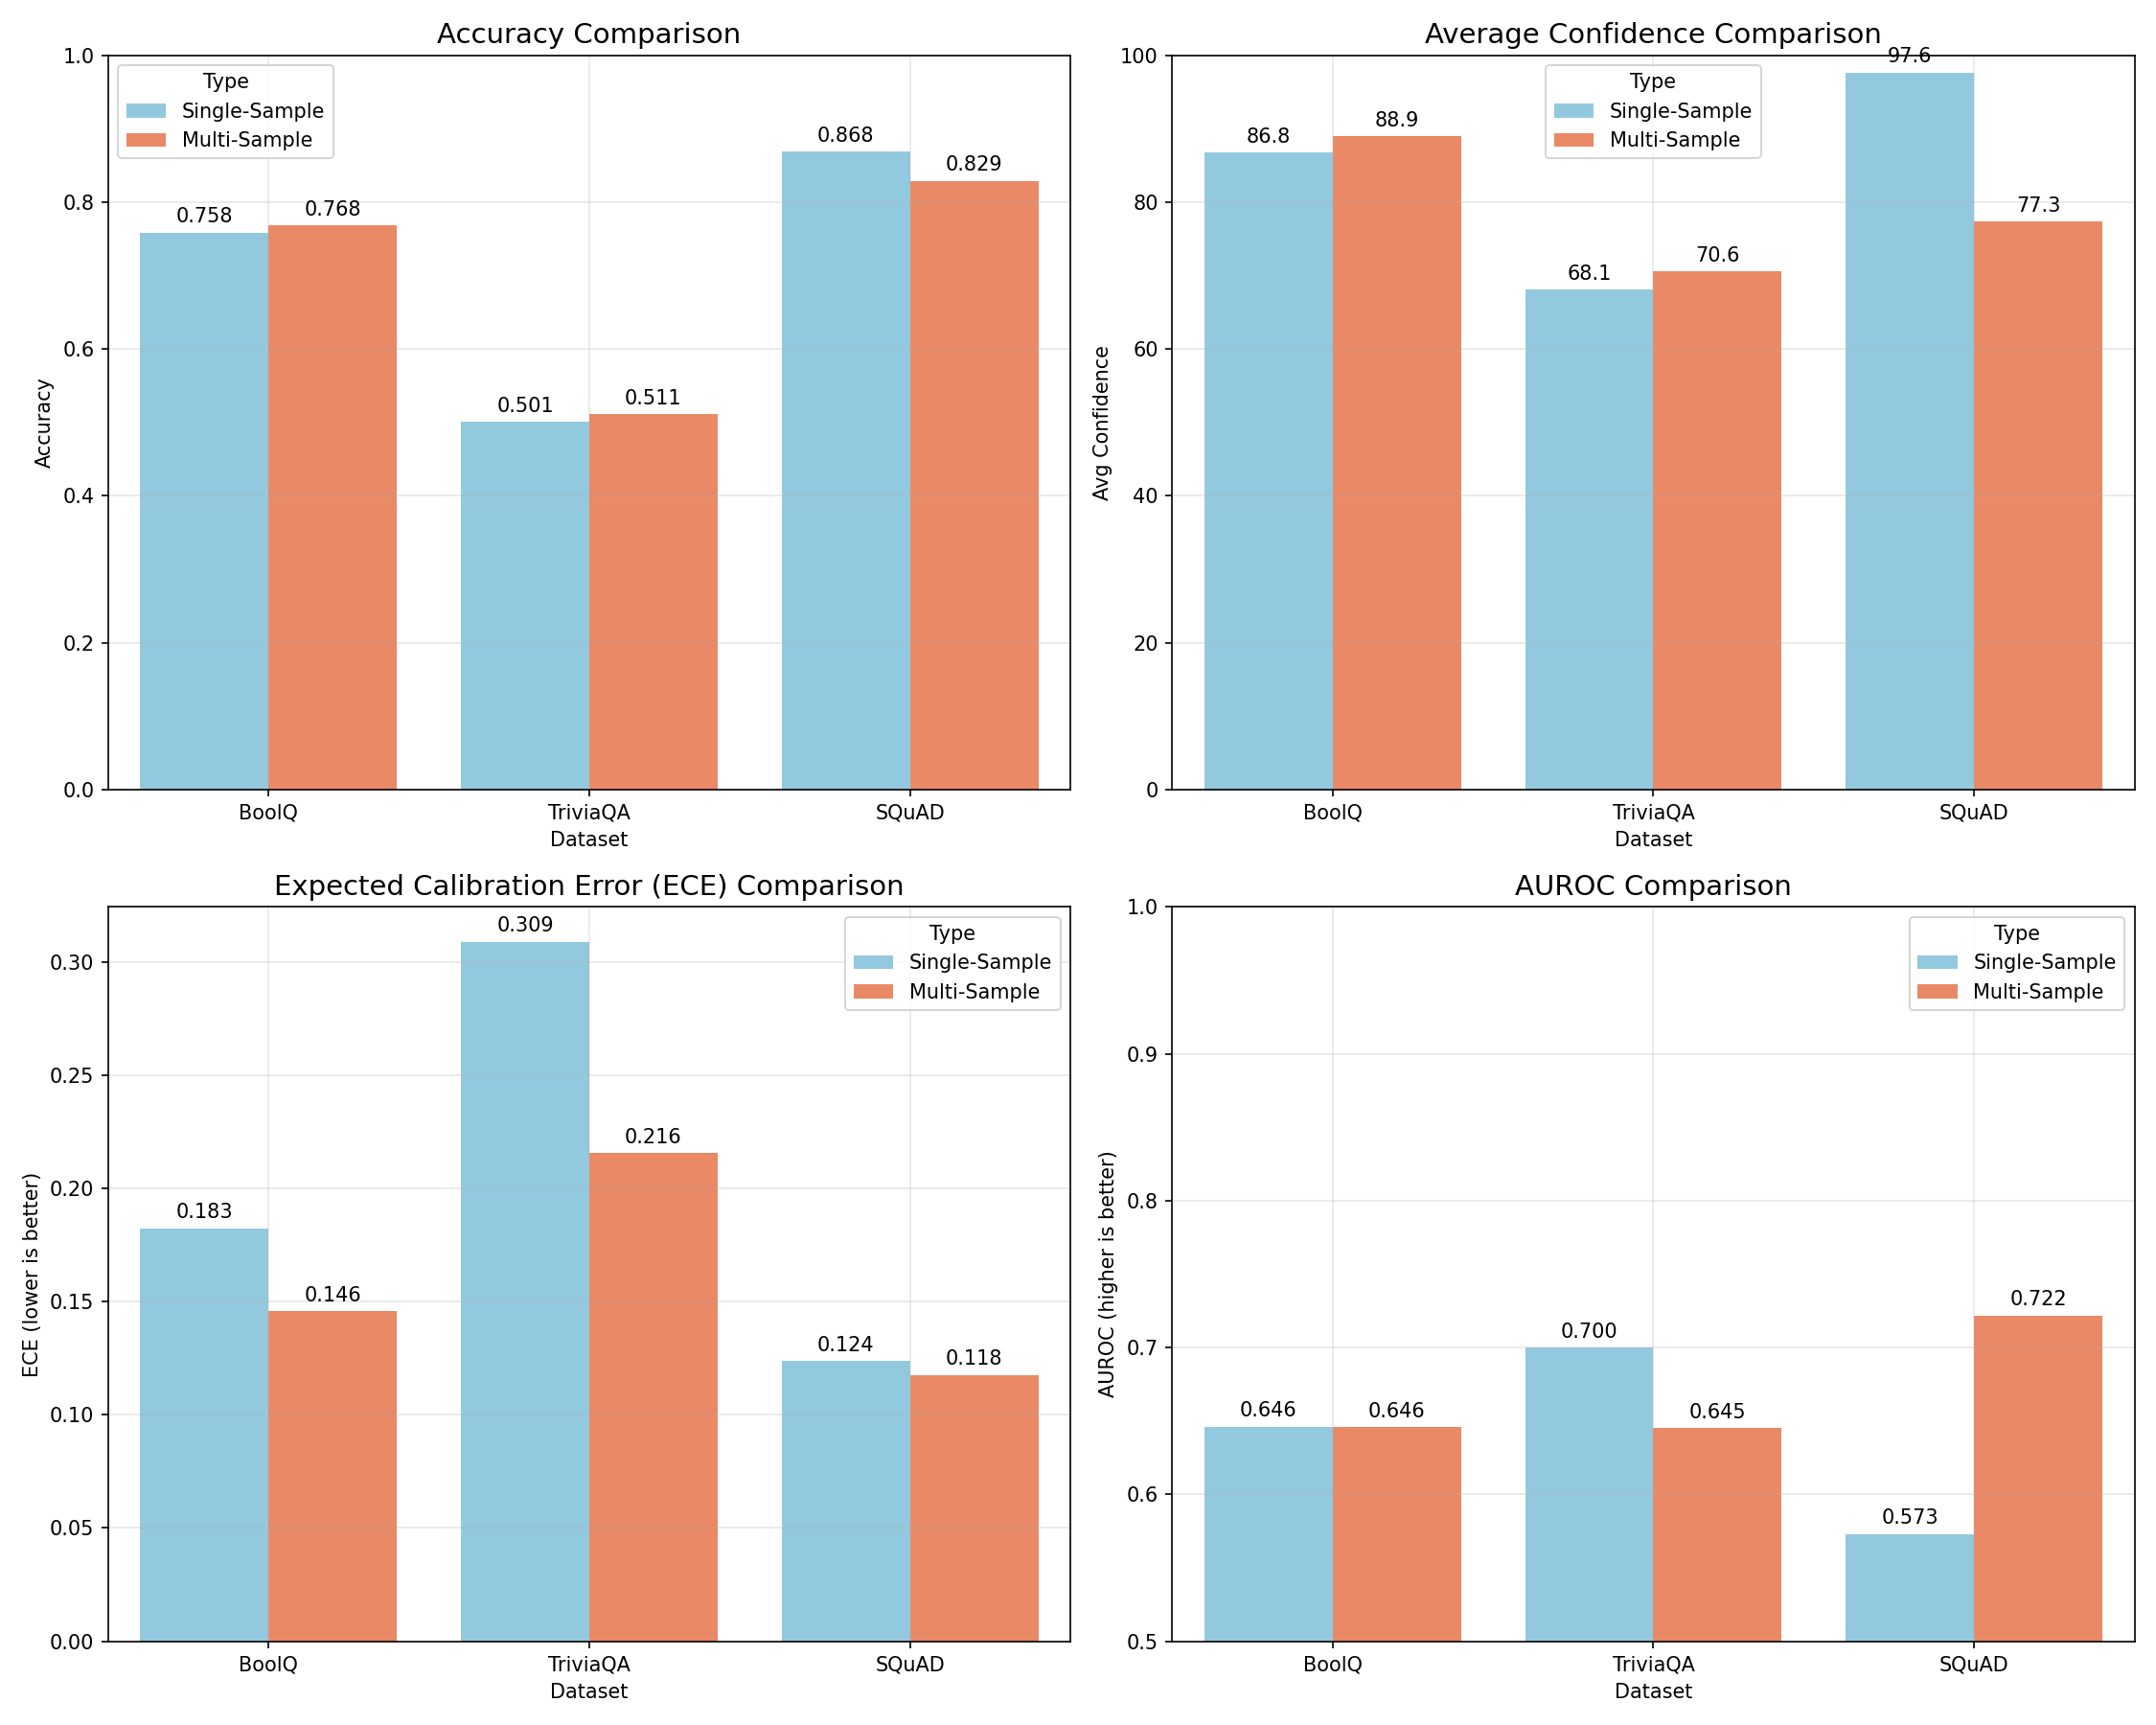 Accuracy Comparison
1.0
0.8
0.6
0.4
0.2
0.0
Accuracy
Type
Single-Sample
Multi-Sample
0.758
0.768
0.501
0.511
0.868
0.829
BoolQ
TriviaQA
SQuAD
Dataset
Average Confidence Comparison
100
80
60
40
20
0
Avg Confidence
Type
Single-Sample
Multi-Sample
86.8
88.9
68.1
70.6
97.6
77.3
BoolQ
TriviaQA
SQuAD
Dataset
Expected Calibration Error (ECE) Comparison
0.30
0.25
0.20
0.15
0.10
0.05
0.00
ECE (lower is better)
Type
Single-Sample
Multi-Sample
0.183
0.146
0.309
0.216
0.124
0.118
BoolQ
TriviaQA
SQuAD
Dataset
AUROC Comparison
1.0
0.9
0.8
0.7
0.6
0.5
AUROC (higher is better)
Type
Single-Sample
Multi-Sample
0.646
0.646
0.700
0.645
0.573
0.722
BoolQ
TriviaQA
SQuAD
Dataset